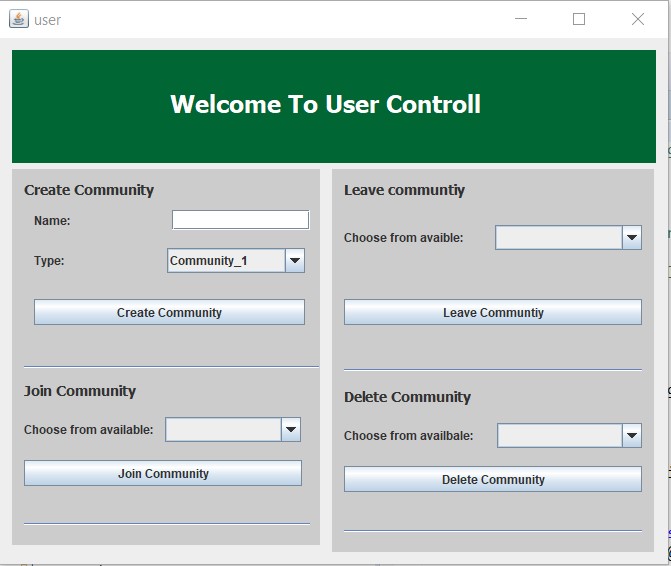 user
Welcome To User Controll
Create Community
Name:
Type:
Community_1
Create Community
Join Community
Choose from available:
Join Community
Leave communtiy
Choose from avaible:
Leave Communtiy
Delete Community
Choose from availbale:
Delete Community